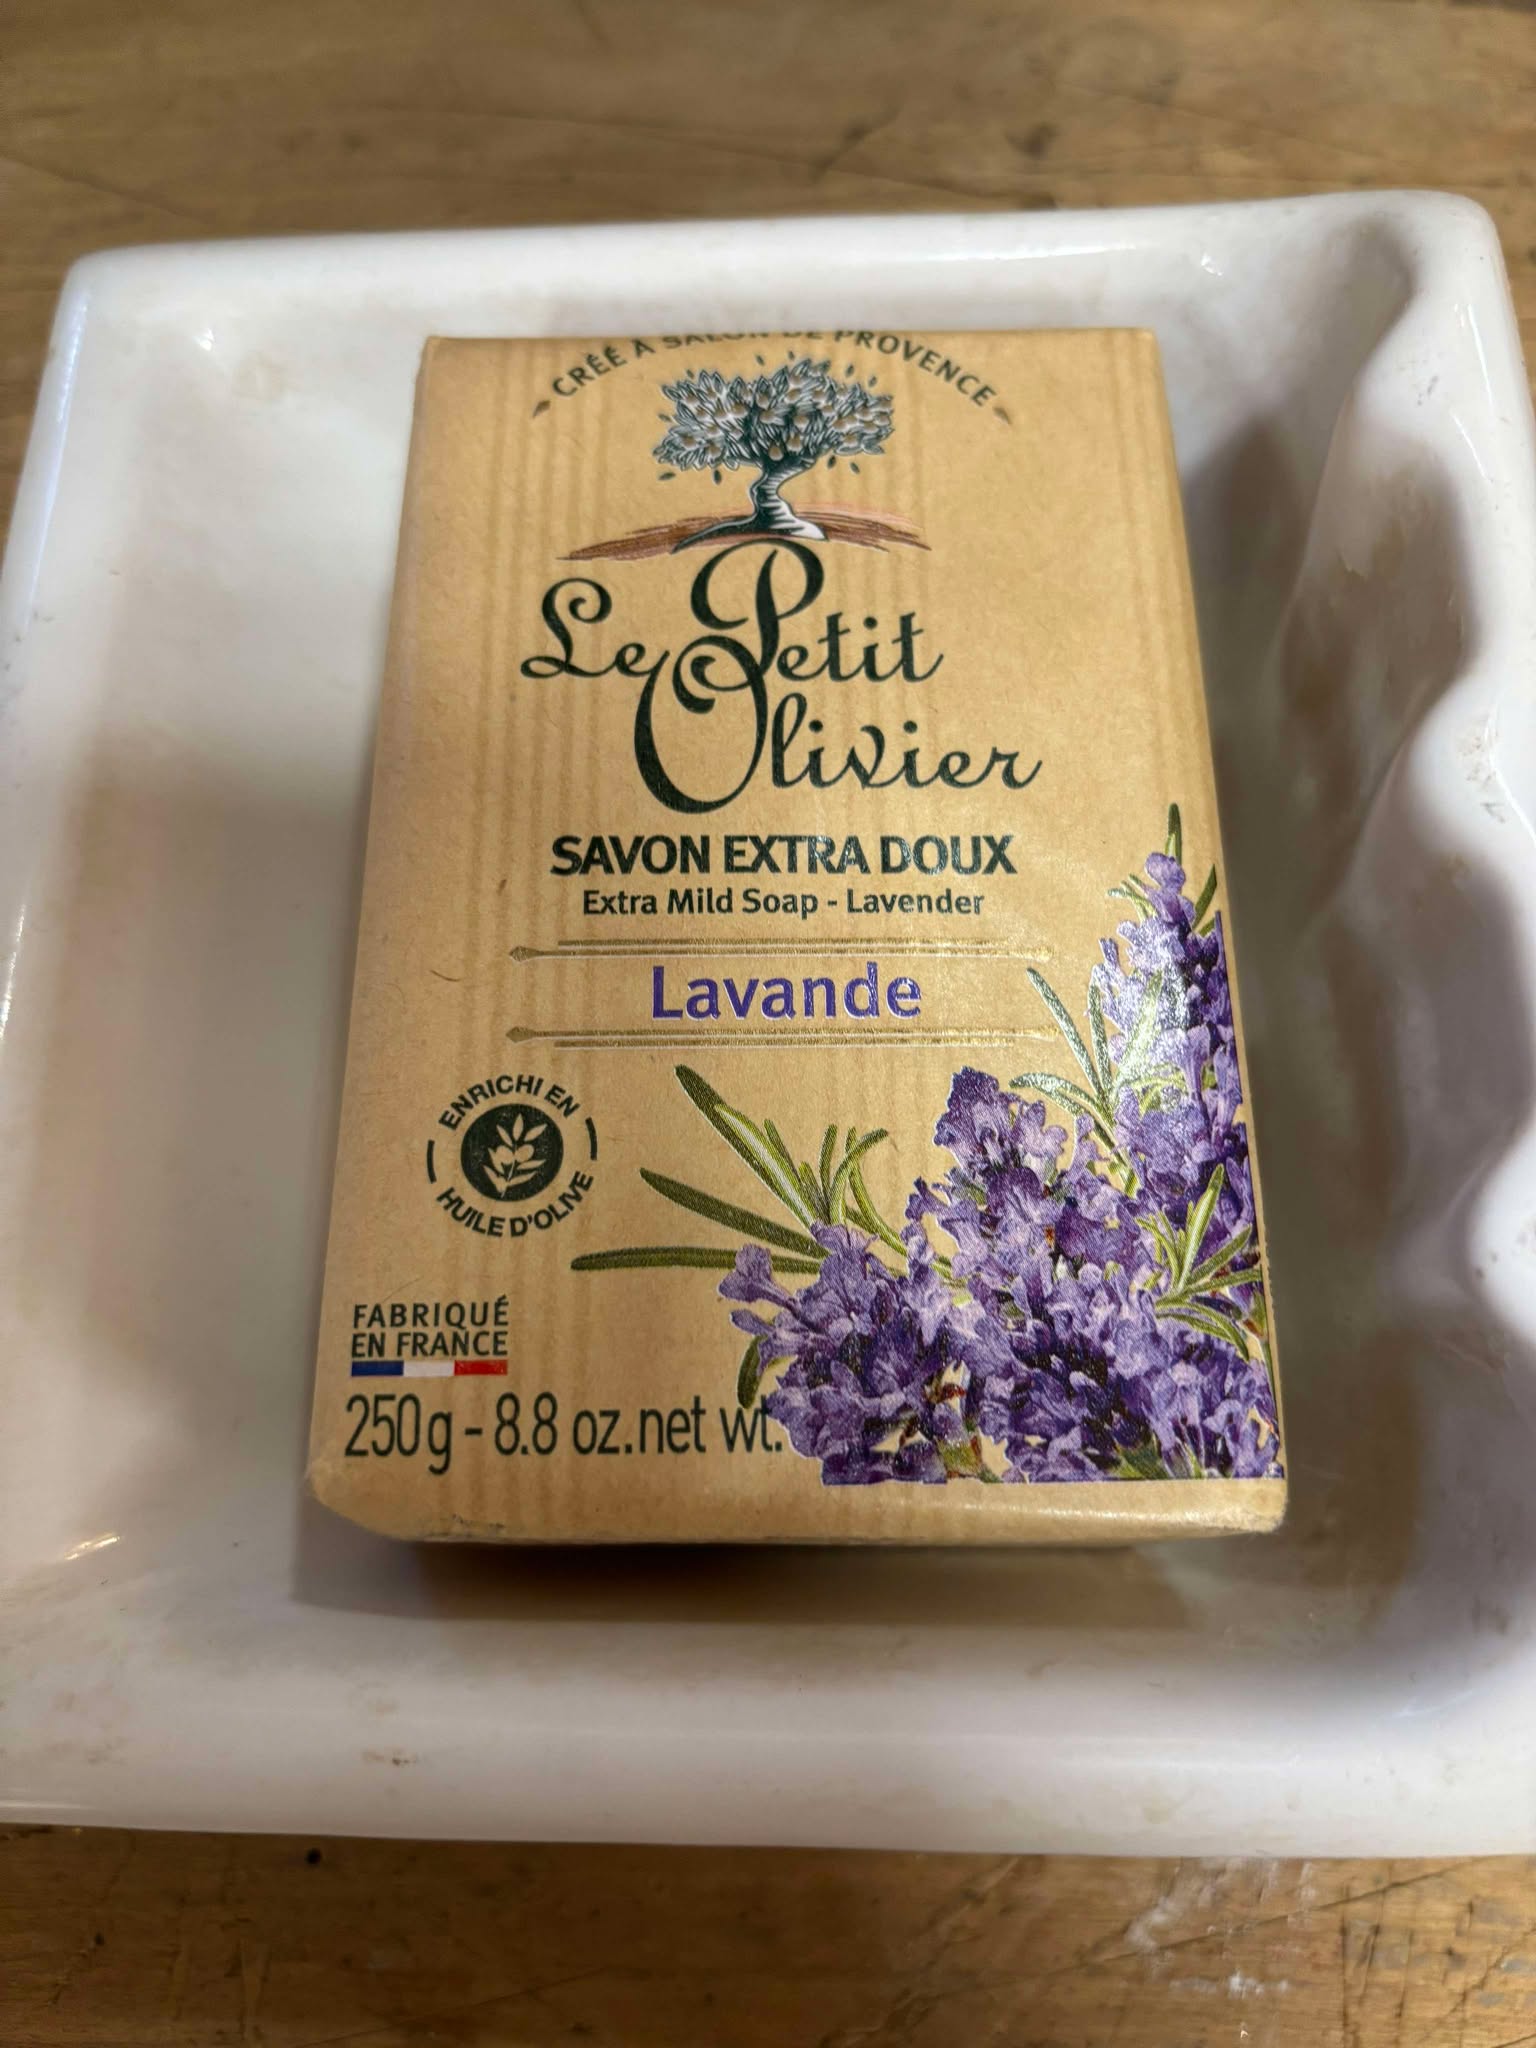 CRÉÉ À SALON DE PROVENCE
Le Petit
Olivier
SAVON EXTRA DOUX
Extra Mild Soap - Lavender
Lavande
ENRICHI EN
HUILE D'OLIVE
FABRIQUÉ
EN FRANCE
250g - 8.8 oz.net wt.